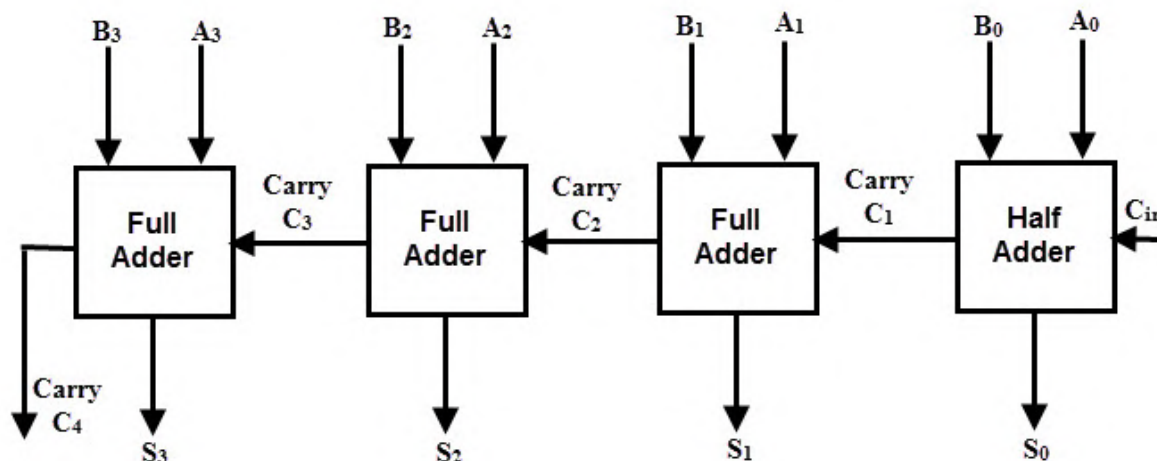 B₃ A₃ B₂ A₂ B₁ A₁ B₀ A₀
Full
Adder
Carry
C₃
Full
Adder
Carry
C₂
Full
Adder
Carry
C₁
Half
Adder
Cin
Carry
C₄
S₃ S₂ S₁ S₀